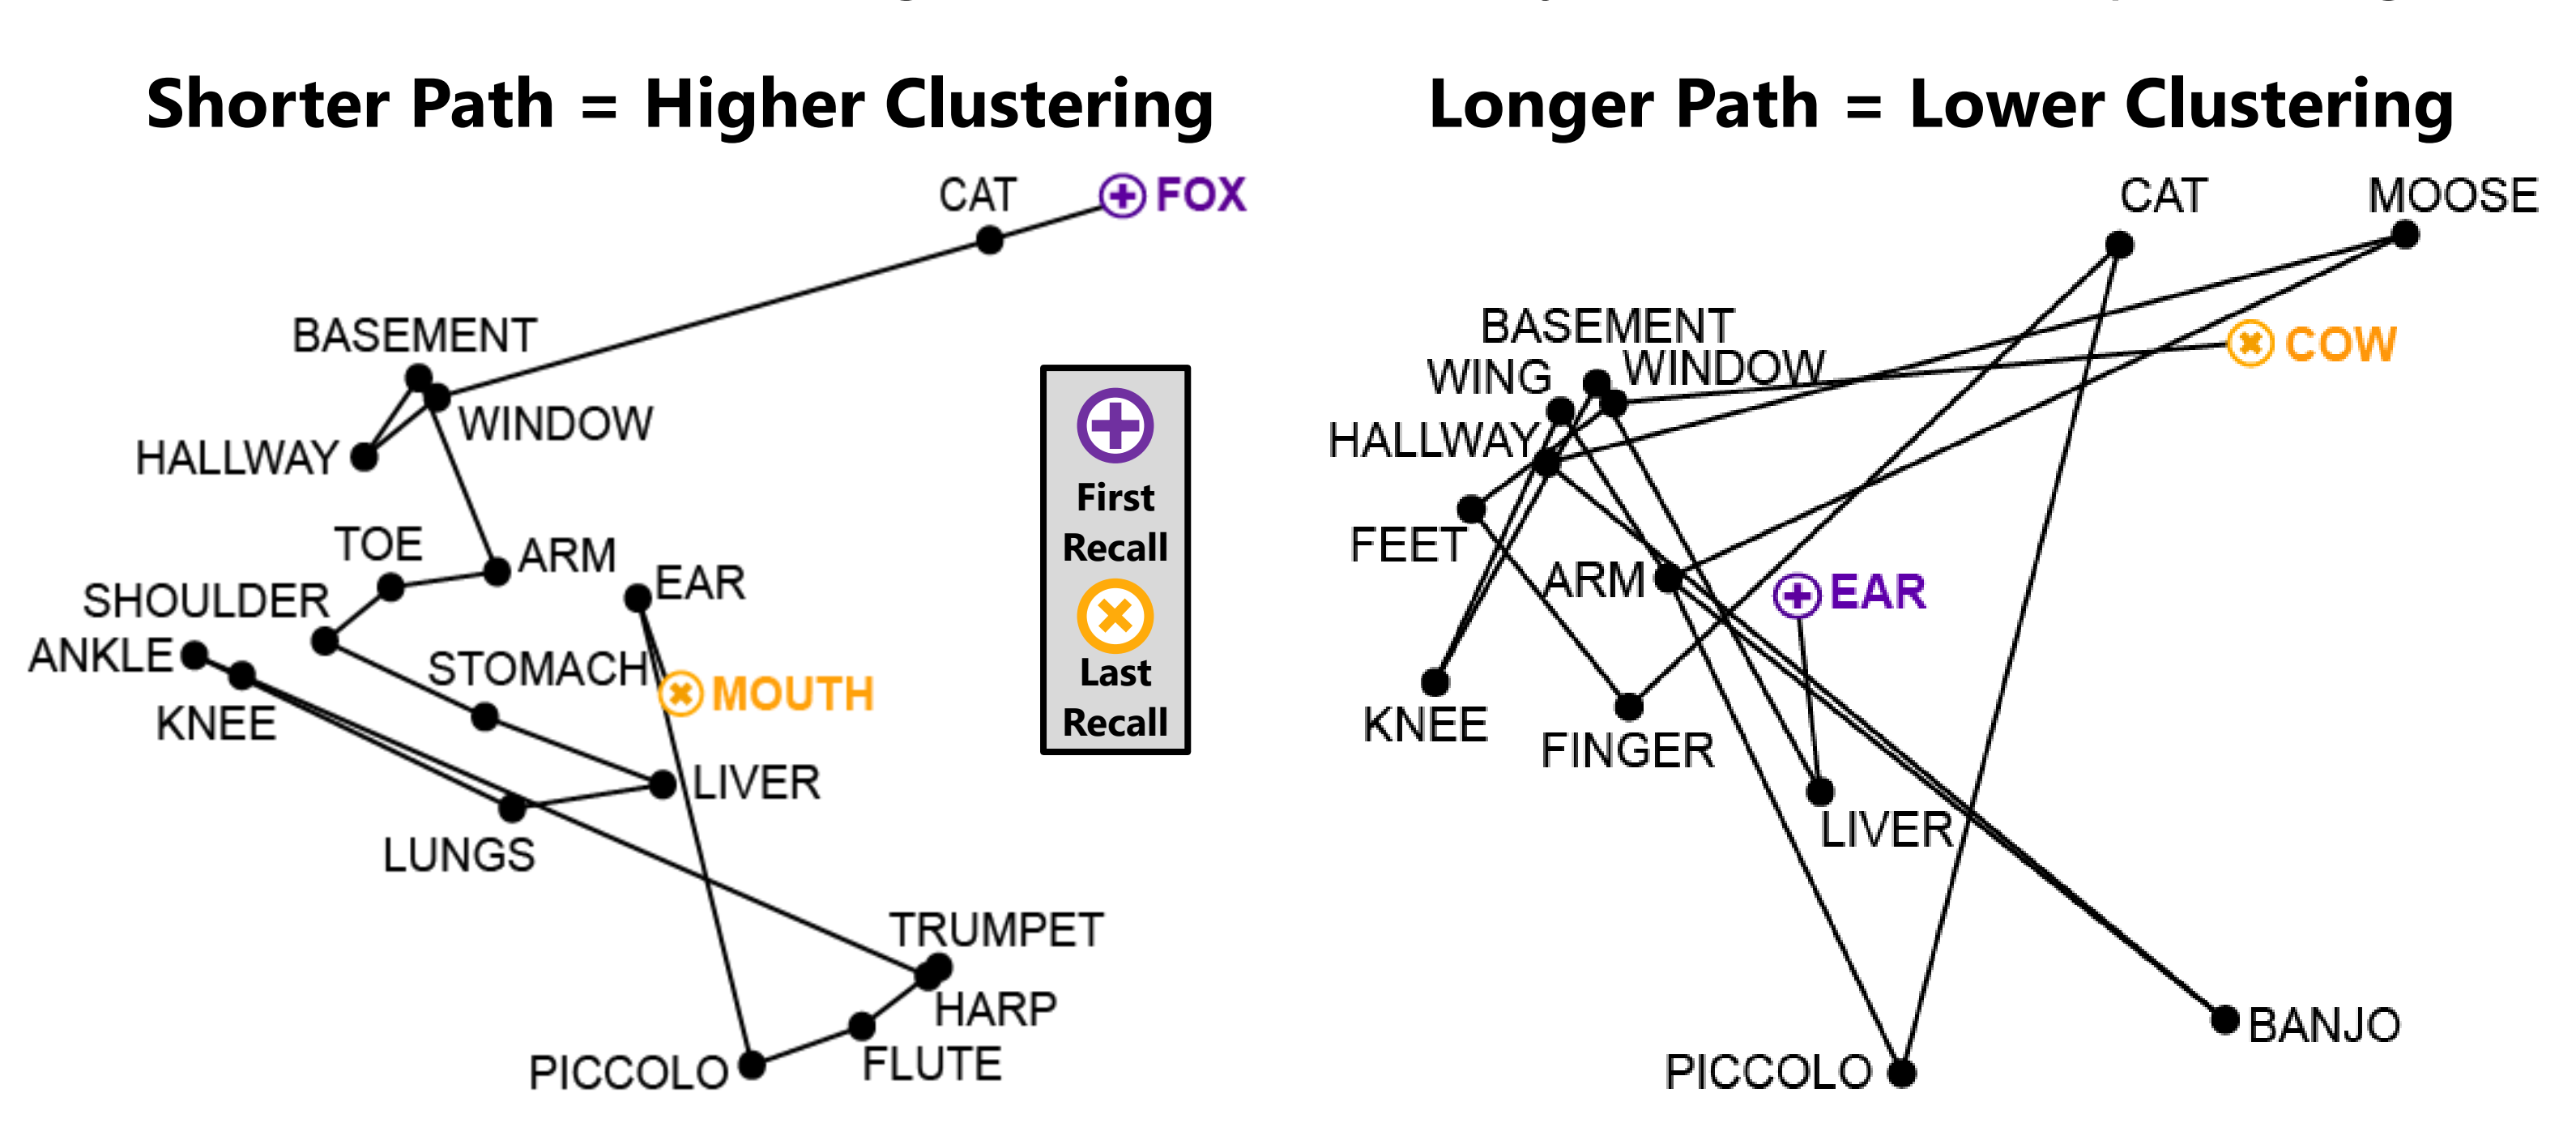 Shorter Path = Higher Clustering
CAT
FOX
BASEMENT
WINDOW
HALLWAY
TOE
ARM
EAR
SHOULDER
ANKLE
STOMACH
MOUTH
KNEE
LIVER
LUNGS
TRUMPET
HARP
PICCOLO
FLUTE
First
Recall
Last
Recall
Longer Path = Lower Clustering
CAT
MOOSE
BASEMENT
COW
WING
WINDOW
HALLWAY
FEET
ARM
EAR
KNEE
FINGER
LIVER
BANJO
PICCOLO